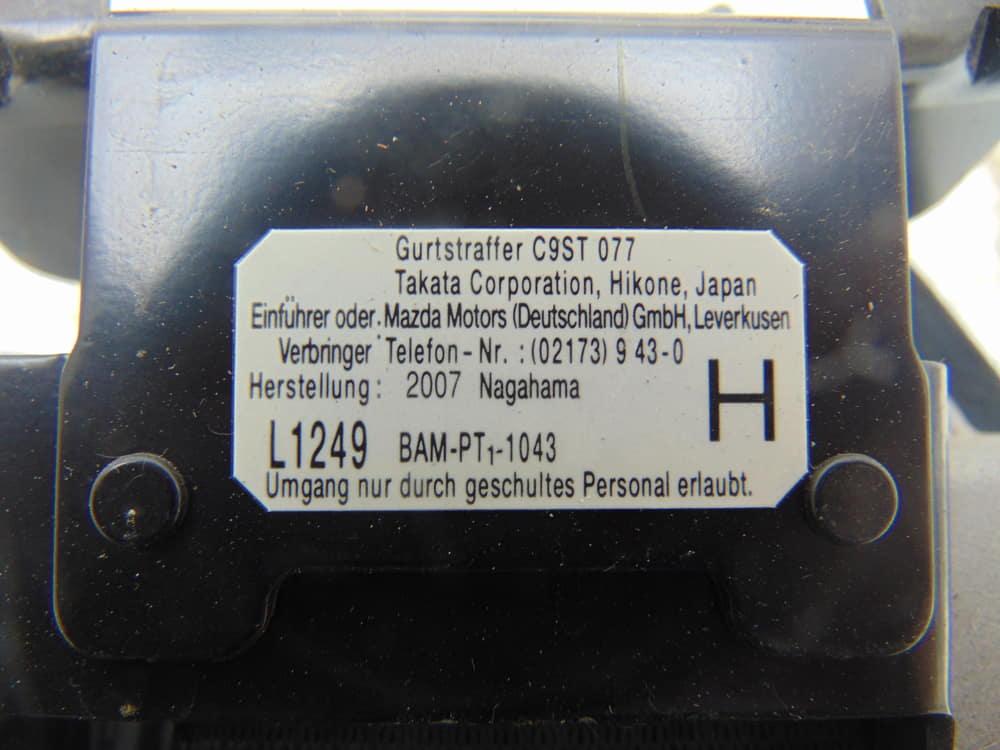 Gurtstraffer C9ST 077
Takata Corporation, Hikone, Japan
Einführer oder: Mazda Motors (Deutschland) GmbH, Leverkusen
Verbringer Telefon-Nr. : (02173) 9 43-0
Herstellung: 2007 Nagahama
H
L1249 BAM-PT1-1043
Umgang nur durch geschultes Personal erlaubt.